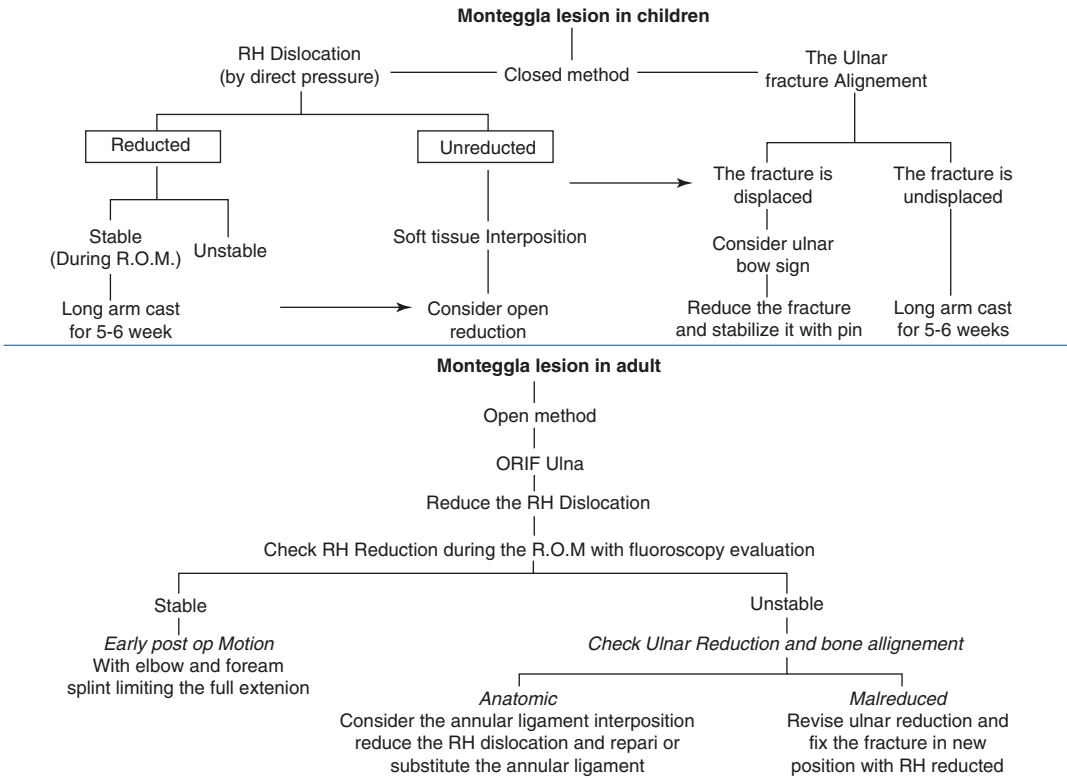 Monteggla lesion in children
RH Dislocation
(by direct pressure)
Closed method
The Ulnar
fracture Alignement
Reducted
Unreducted
The fracture is
displaced
The fracture is
undisplaced
Stable
(During R.O.M.)
Unstable
Soft tissue Interposition
Consider ulnar
bow sign
Long arm cast
for 5-6 week
Consider open
reduction
Reduce the fracture
and stabilize it with pin
Long arm cast
for 5-6 weeks
Monteggla lesion in adult
Open method
ORIF Ulna
Reduce the RH Dislocation
Check RH Reduction during the R.O.M with fluoroscopy evaluation
Stable
Early post op Motion
With elbow and foream
splint limiting the full extenion
Unstable
Check Ulnar Reduction and bone allignement
Anatomic
Consider the annular ligament interposition
reduce the RH dislocation and repari or
substitute the annular ligament
Malreduced
Revise ulnar reduction and
fix the fracture in new
position with RH reducted